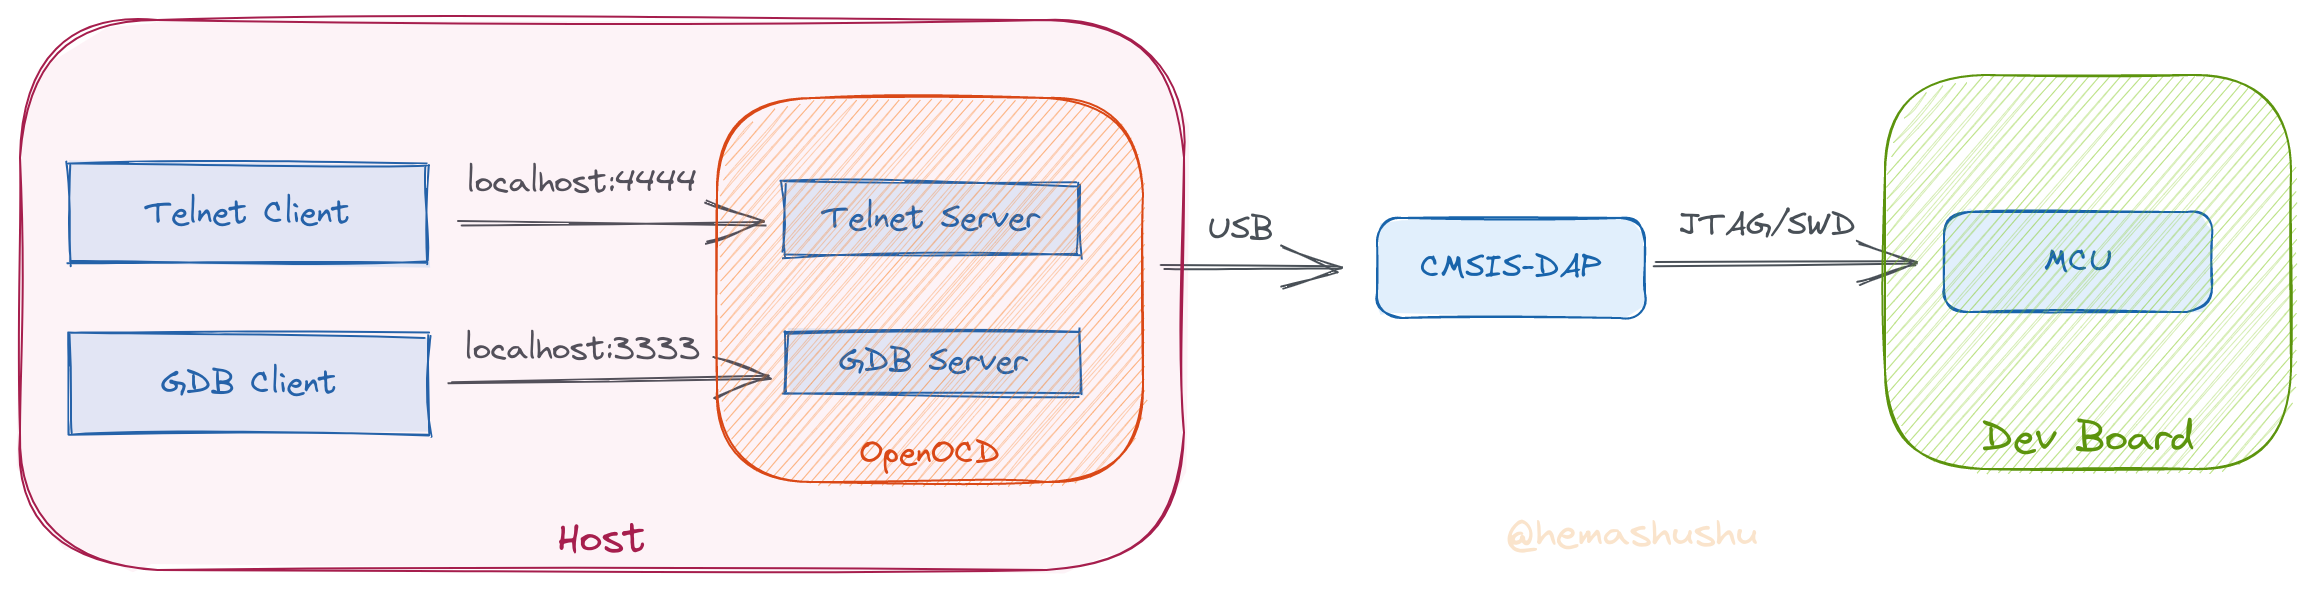 localhost:4444
Telnet Client
Telnet Server
localhost:3333
GDB Client
GDB Server
OpenOCD
Host
USB
CMSIS-DAP
JTAG/SWD
MCU
Dev Board
@hemashushu